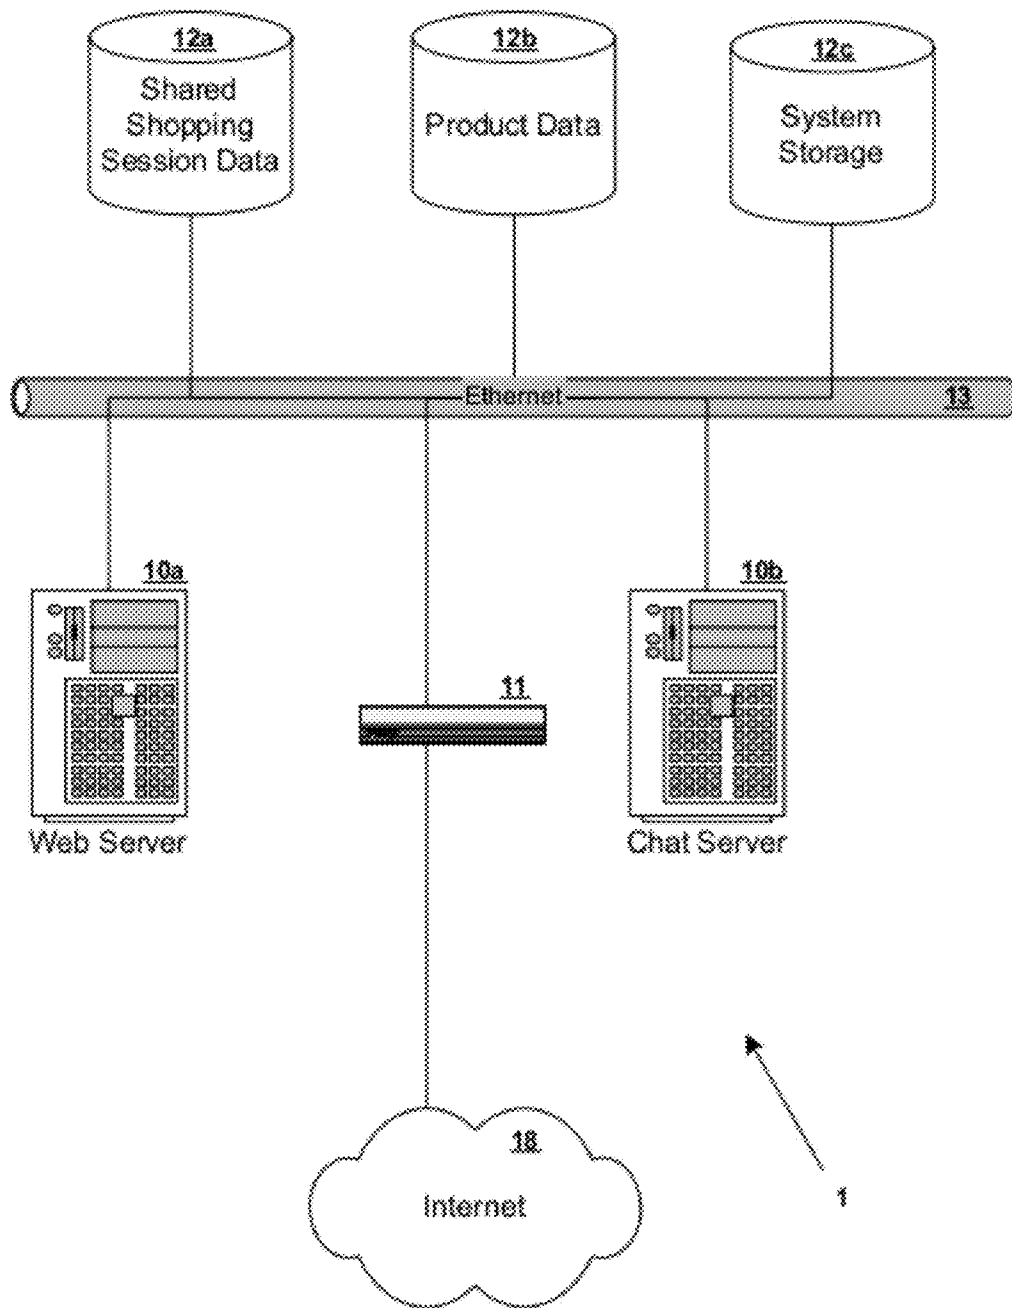 12a
Shared
Shopping
Session Data
12b
Product Data
12c
System
Storage
Ethernet
13
10a
Web Server
11
10b
Chat Server
18
Internet
1